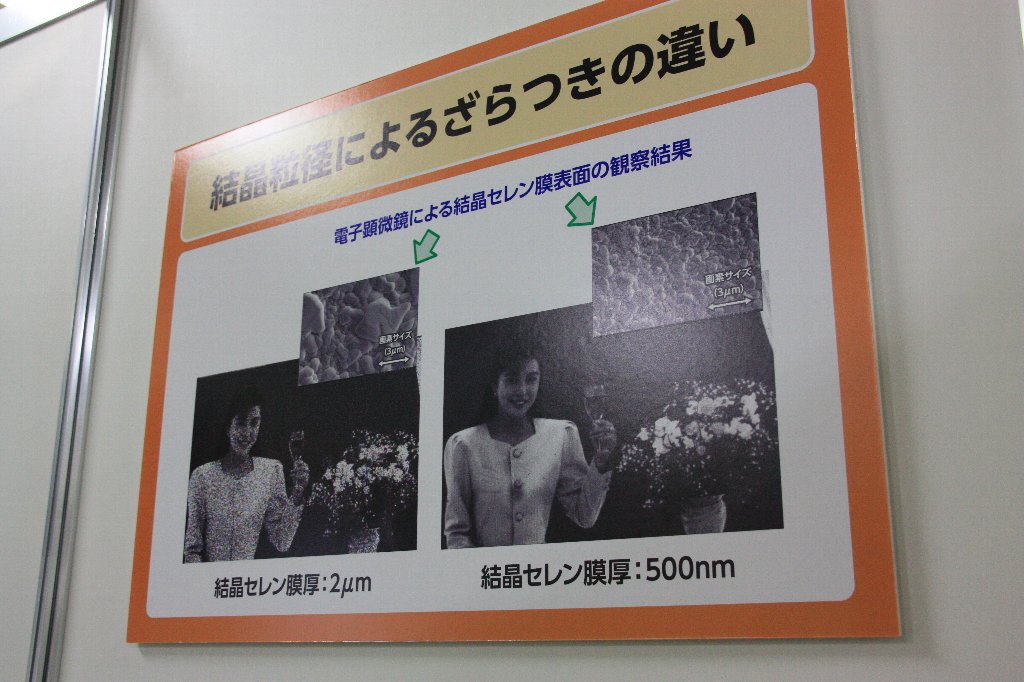 結晶粒径によるざらつきの違い
電子顕微鏡による結晶セレン膜表面の観察結果
画素サイズ
(3μm)
画素サイズ
(3μm)
結晶セレン膜厚：2μm
結晶セレン膜厚：500nm